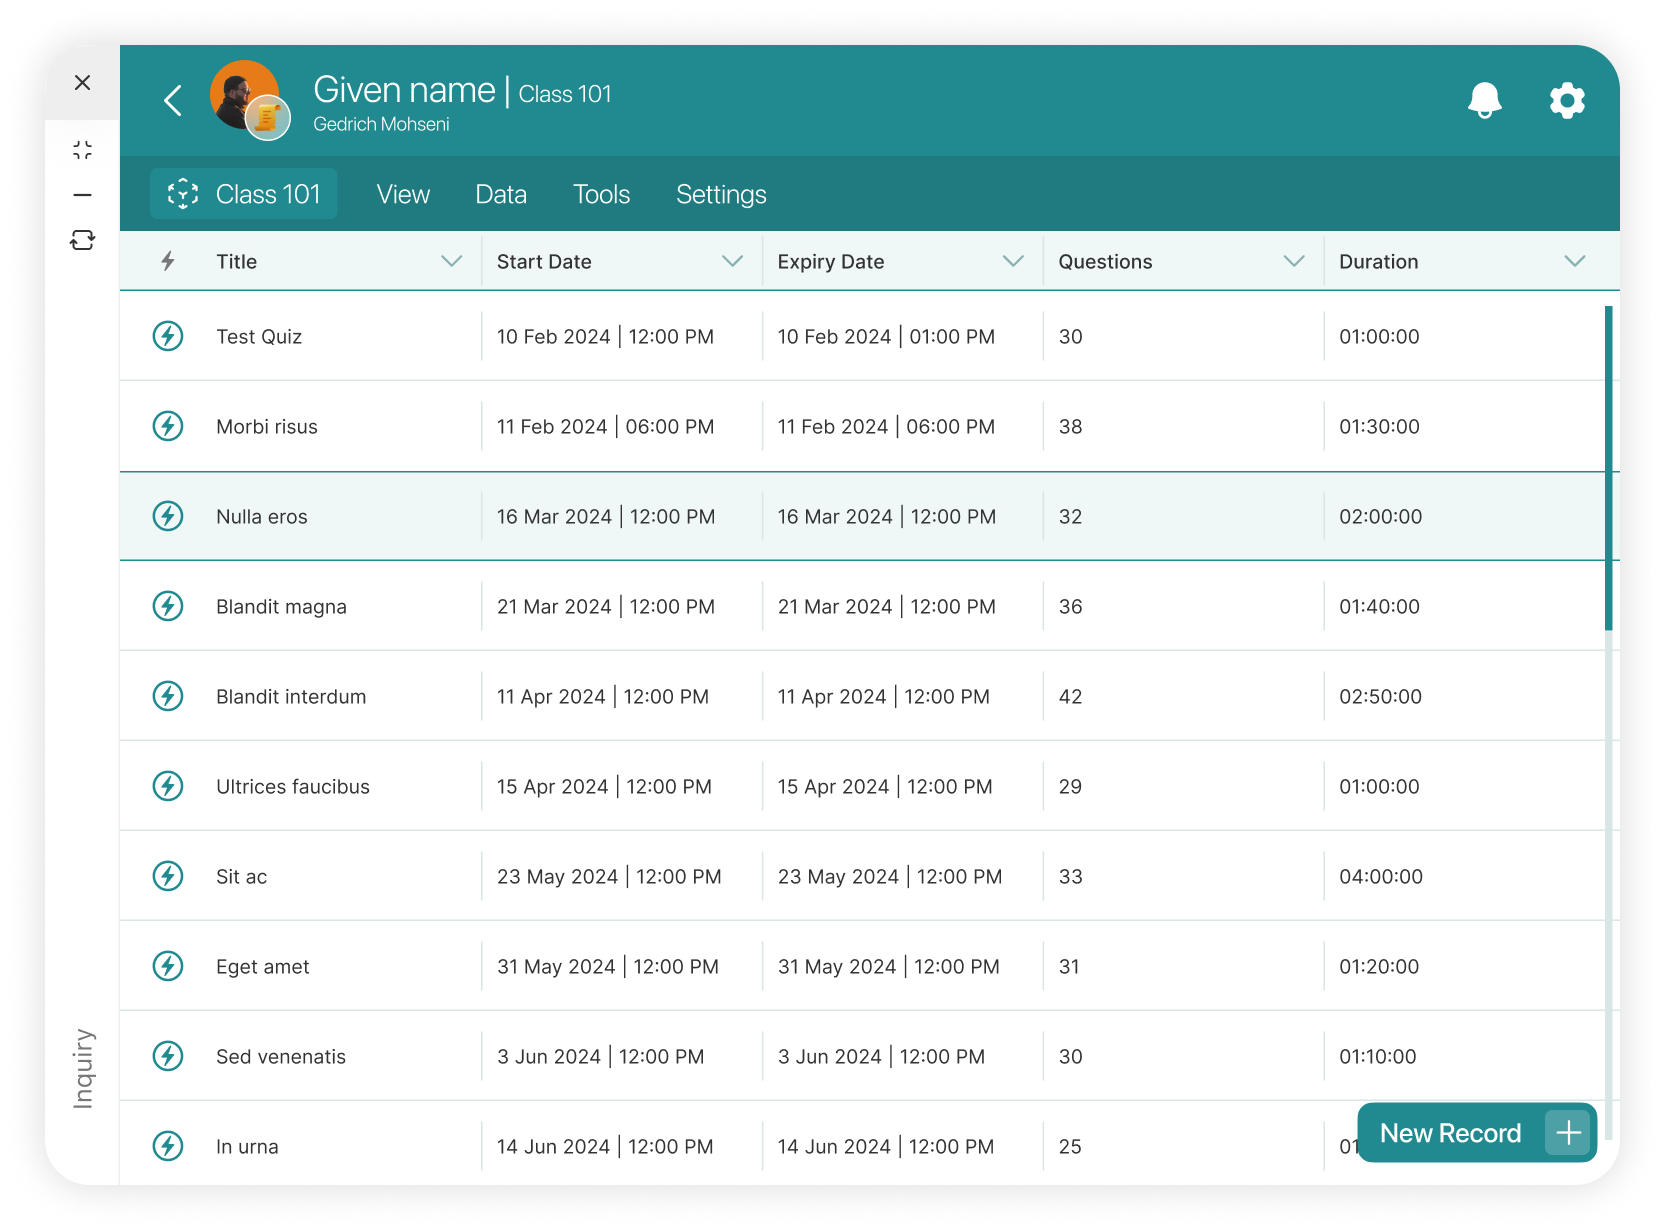 Given name | Class 101
Gedrich Mohseni
Class 101 View Data Tools Settings
Title Start Date Expiry Date Questions Duration
Test Quiz 10 Feb 2024 | 12:00 PM 10 Feb 2024 | 01:00 PM 30 01:00:00
Morbi risus 11 Feb 2024 | 06:00 PM 11 Feb 2024 | 06:00 PM 38 01:30:00
Nulla eros 16 Mar 2024 | 12:00 PM 16 Mar 2024 | 12:00 PM 32 02:00:00
Blandit magna 21 Mar 2024 | 12:00 PM 21 Mar 2024 | 12:00 PM 36 01:40:00
Blandit interdum 11 Apr 2024 | 12:00 PM 11 Apr 2024 | 12:00 PM 42 02:50:00
Ultrices faucibus 15 Apr 2024 | 12:00 PM 15 Apr 2024 | 12:00 PM 29 01:00:00
Sit ac 23 May 2024 | 12:00 PM 23 May 2024 | 12:00 PM 33 04:00:00
Eget amet 31 May 2024 | 12:00 PM 31 May 2024 | 12:00 PM 31 01:20:00
Sed venenatis 3 Jun 2024 | 12:00 PM 3 Jun 2024 | 12:00 PM 30 01:10:00
In urna 14 Jun 2024 | 12:00 PM 14 Jun 2024 | 12:00 PM 25
New Record
Inquiry